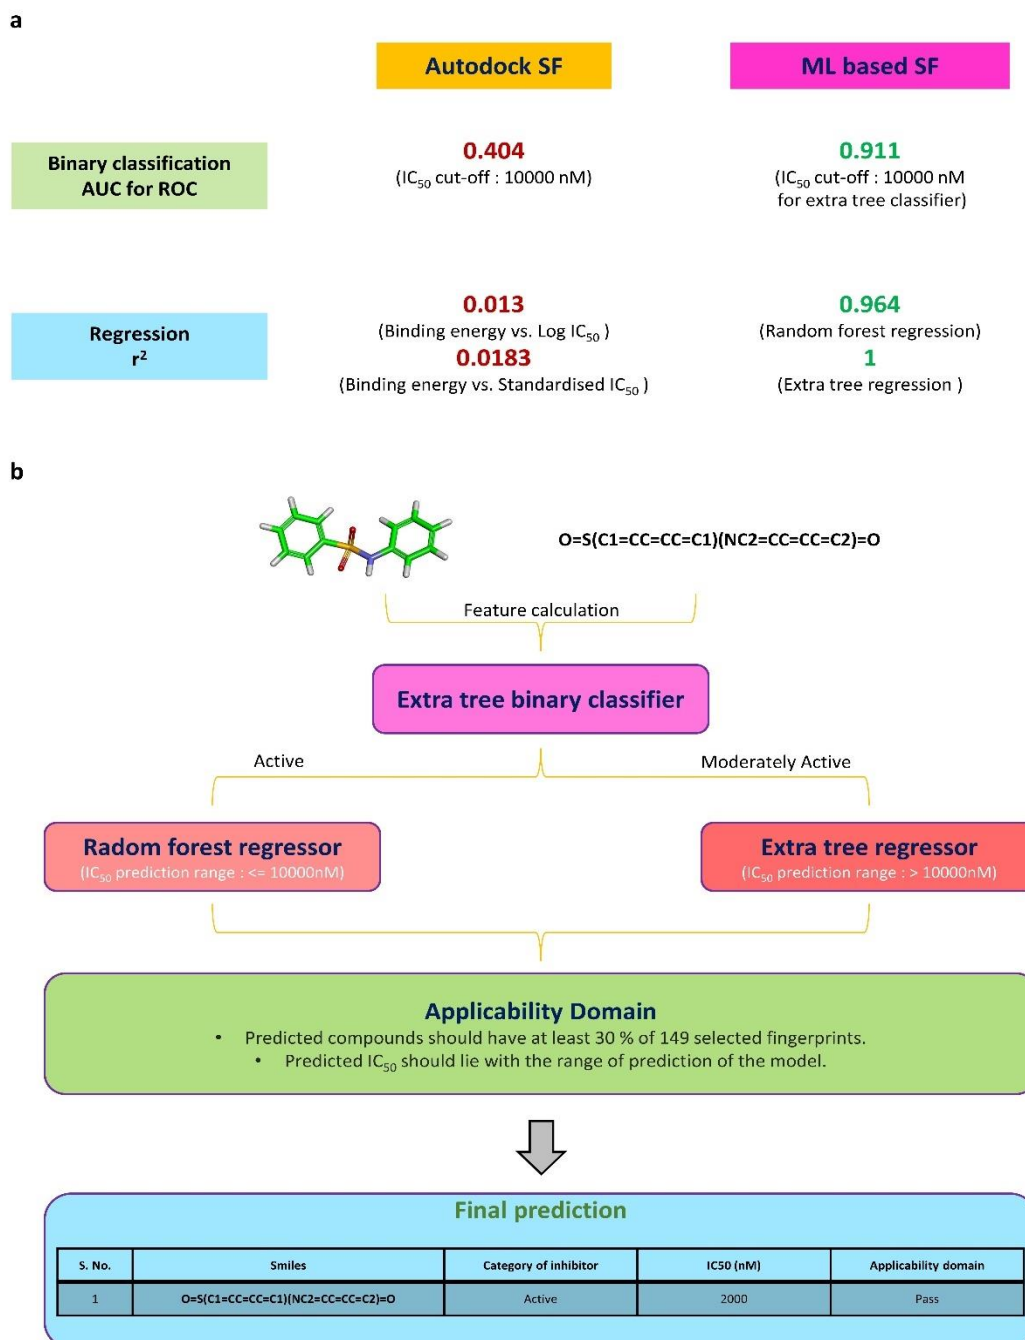 a
Autodock SF
ML based SF
Binary classification
AUC for ROC
0.404
(IC50 cut-off : 10000 nM)
0.911
(IC50 cut-off : 10000 nM
for extra tree classifier)
Regression
r²
0.013
(Binding energy vs. Log IC50 )
0.0183
(Binding energy vs. Standardised IC50 )
0.964
(Random forest regression)
1
(Extra tree regression )
b
O=S(C1=CC=CC=C1)(NC2=CC=CC=C2)=O
Feature calculation
Extra tree binary classifier
Active
Moderately Active
Radom forest regressor
(IC50 prediction range : <= 10000nM)
Extra tree regressor
(IC50 prediction range : > 10000nM)
Applicability Domain
• Predicted compounds should have at least 30 % of 149 selected fingerprints.
• Predicted IC50 should lie with the range of prediction of the model.
Final prediction
S. No. Smiles Category of inhibitor IC50 (nM) Applicability domain
1 O=S(C1=CC=CC=C1)(NC2=CC=CC=C2)=O Active 2000 Pass